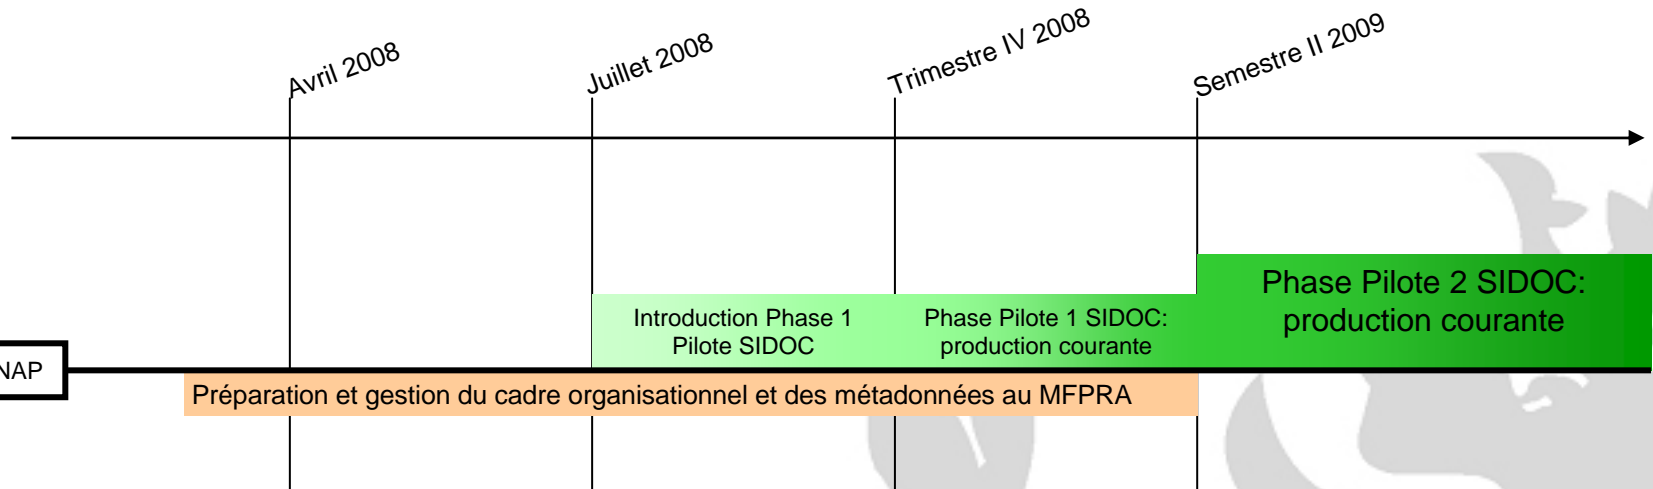 Avril 2008
Juillet 2008
Trimestre IV 2008
Semestre II 2009
Phase Pilote 2 SIDOC:
production courante
Introduction Phase 1
Pilote SIDOC
Phase Pilote 1 SIDOC:
production courante
NAP
Préparation et gestion du cadre organisationnel et des métadonnées au MFPRA